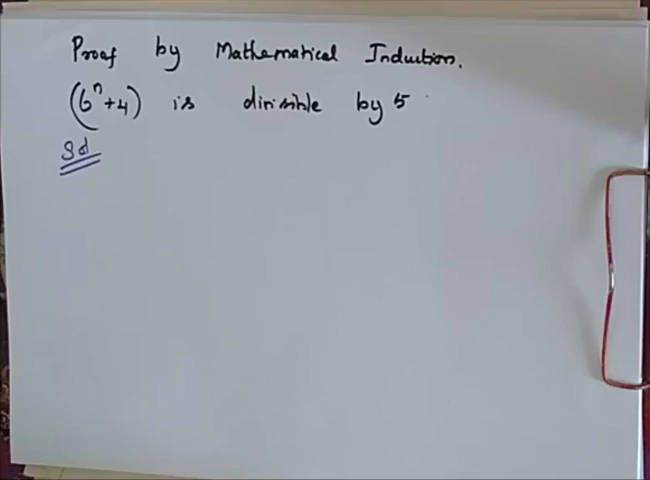 Proof by Mathematical Induction.
(6ⁿ+4) is divisible by 5
Sol